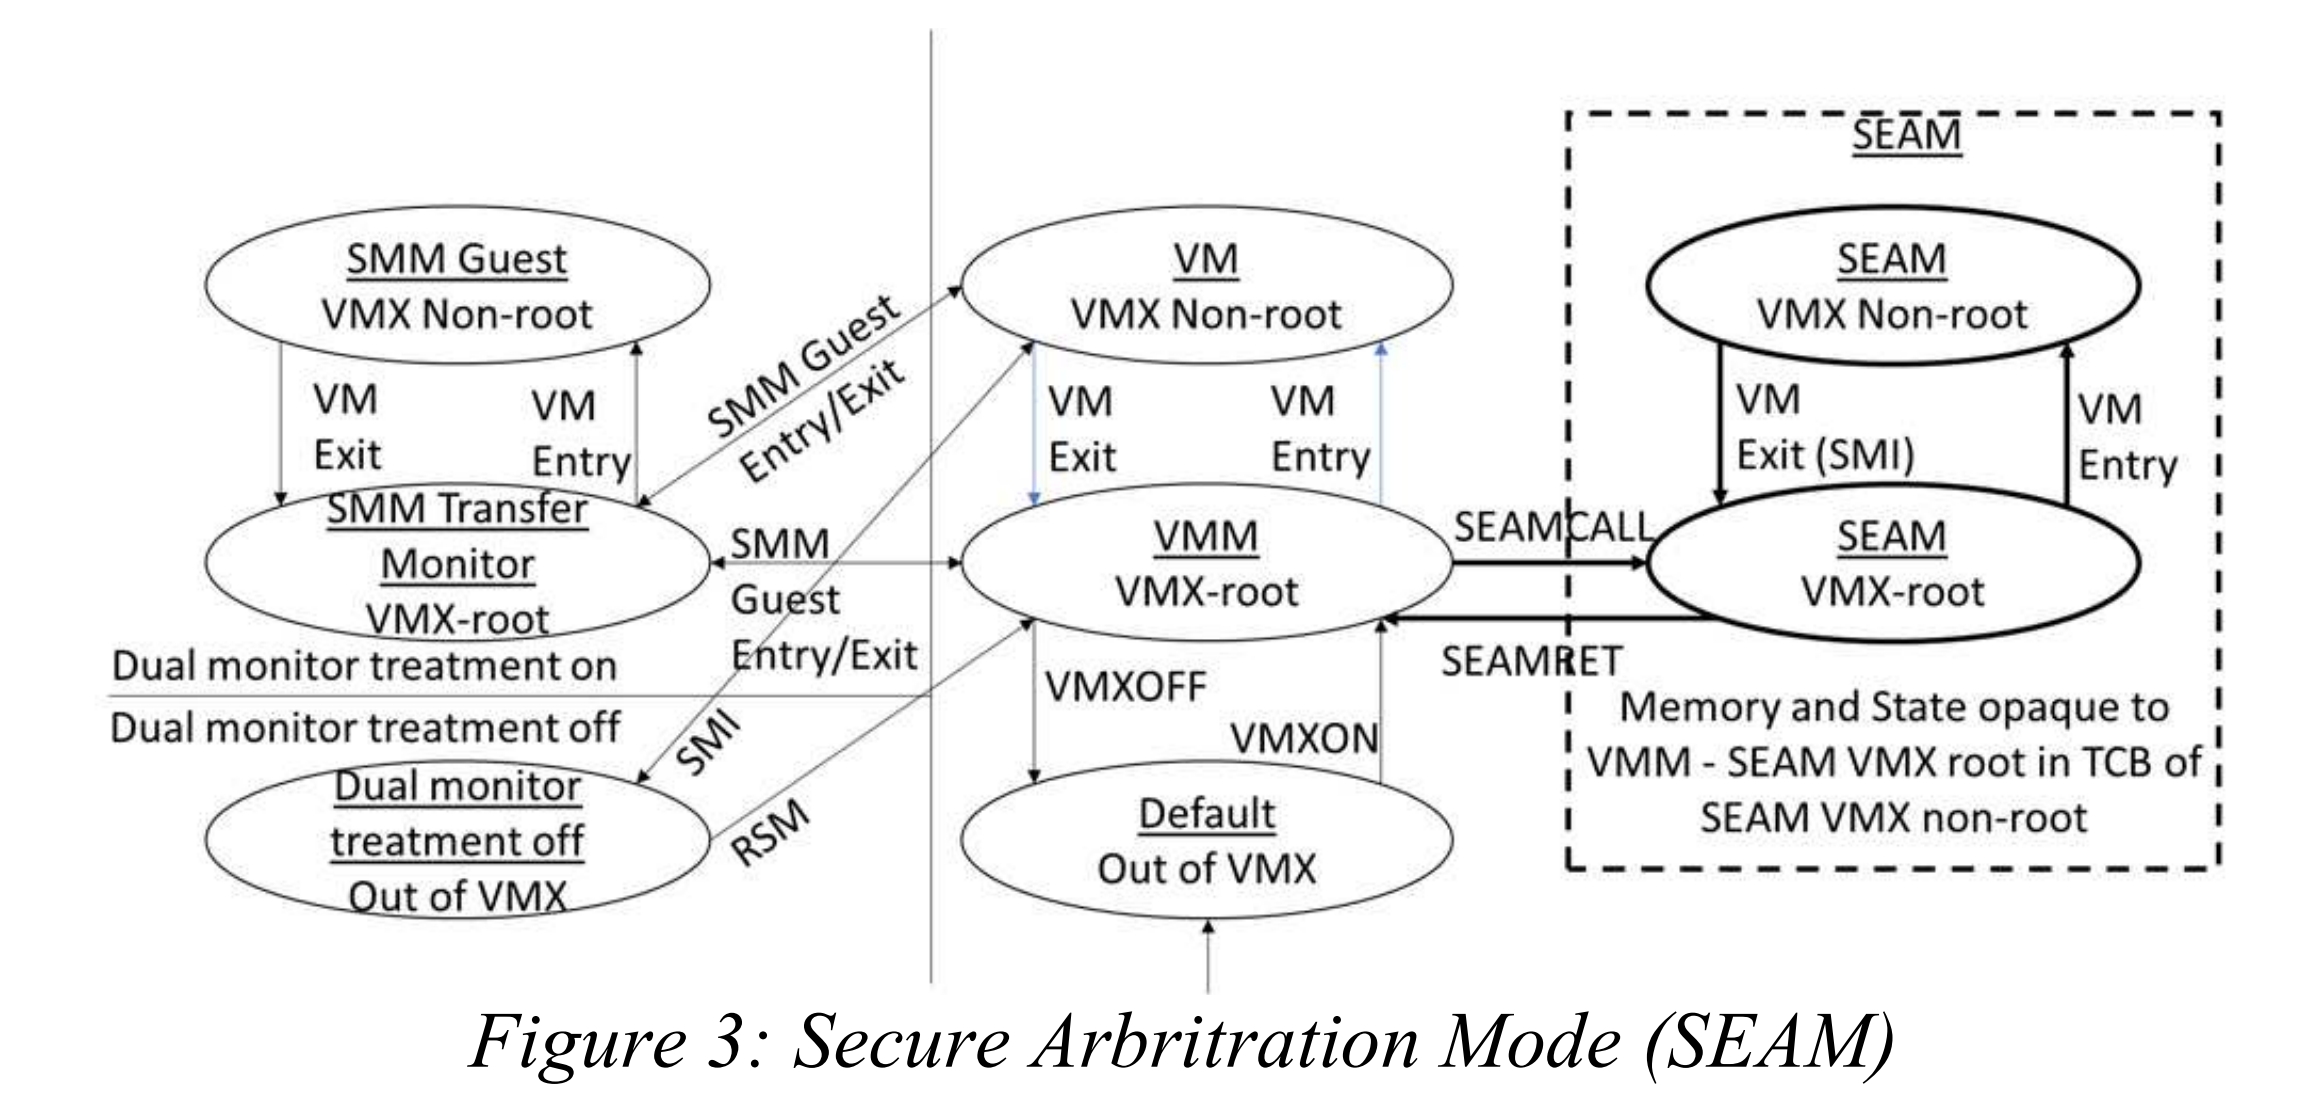 SEAM
SMM Guest
VMX Non-root
VM
VMX Non-root
SEAM
VMX Non-root
VM
Exit
VM
Entry
SMM Guest
Entry/Exit
VM
Exit
VM
Entry
VM
Exit (SMI)
VM
Entry
SMM Transfer
Monitor
VMX-root
SMM
Guest
Entry/Exit
VMM
VMX-root
SEAMCALL
SEAMRET
SEAM
VMX-root
Dual monitor treatment on
Dual monitor treatment off
SMI
RSM
VMXOFF
VMXON
Memory and State opaque to
VMM - SEAM VMX root in TCB of
SEAM VMX non-root
Dual monitor
treatment off
Out of VMX
Default
Out of VMX
Figure 3: Secure Arbritration Mode (SEAM)